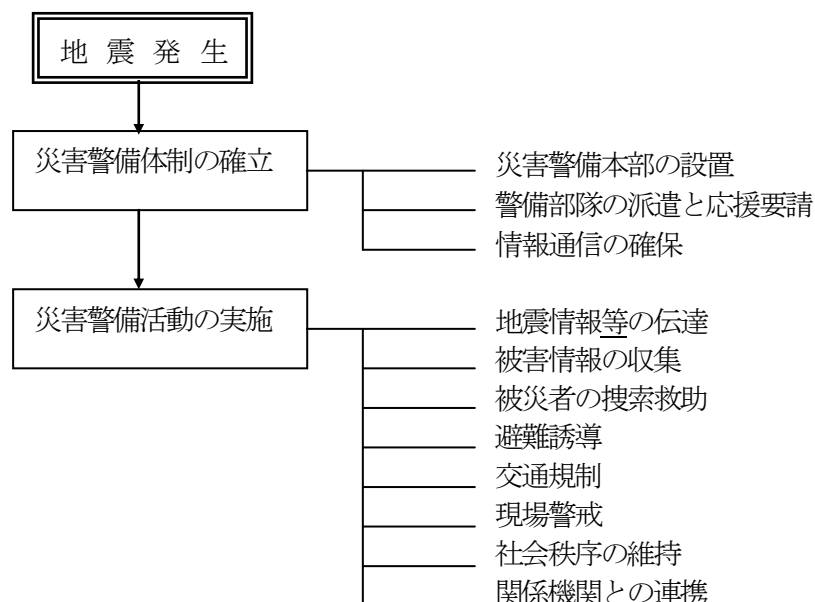 地 震 発 生
災害警備体制の確立
災害警備本部の設置
警備部隊の派遣と応援要請
情報通信の確保
災害警備活動の実施
地震情報等の伝達
被害情報の収集
被災者の捜索救助
避難誘導
交通規制
現場警戒
社会秩序の維持
関係機関との連携